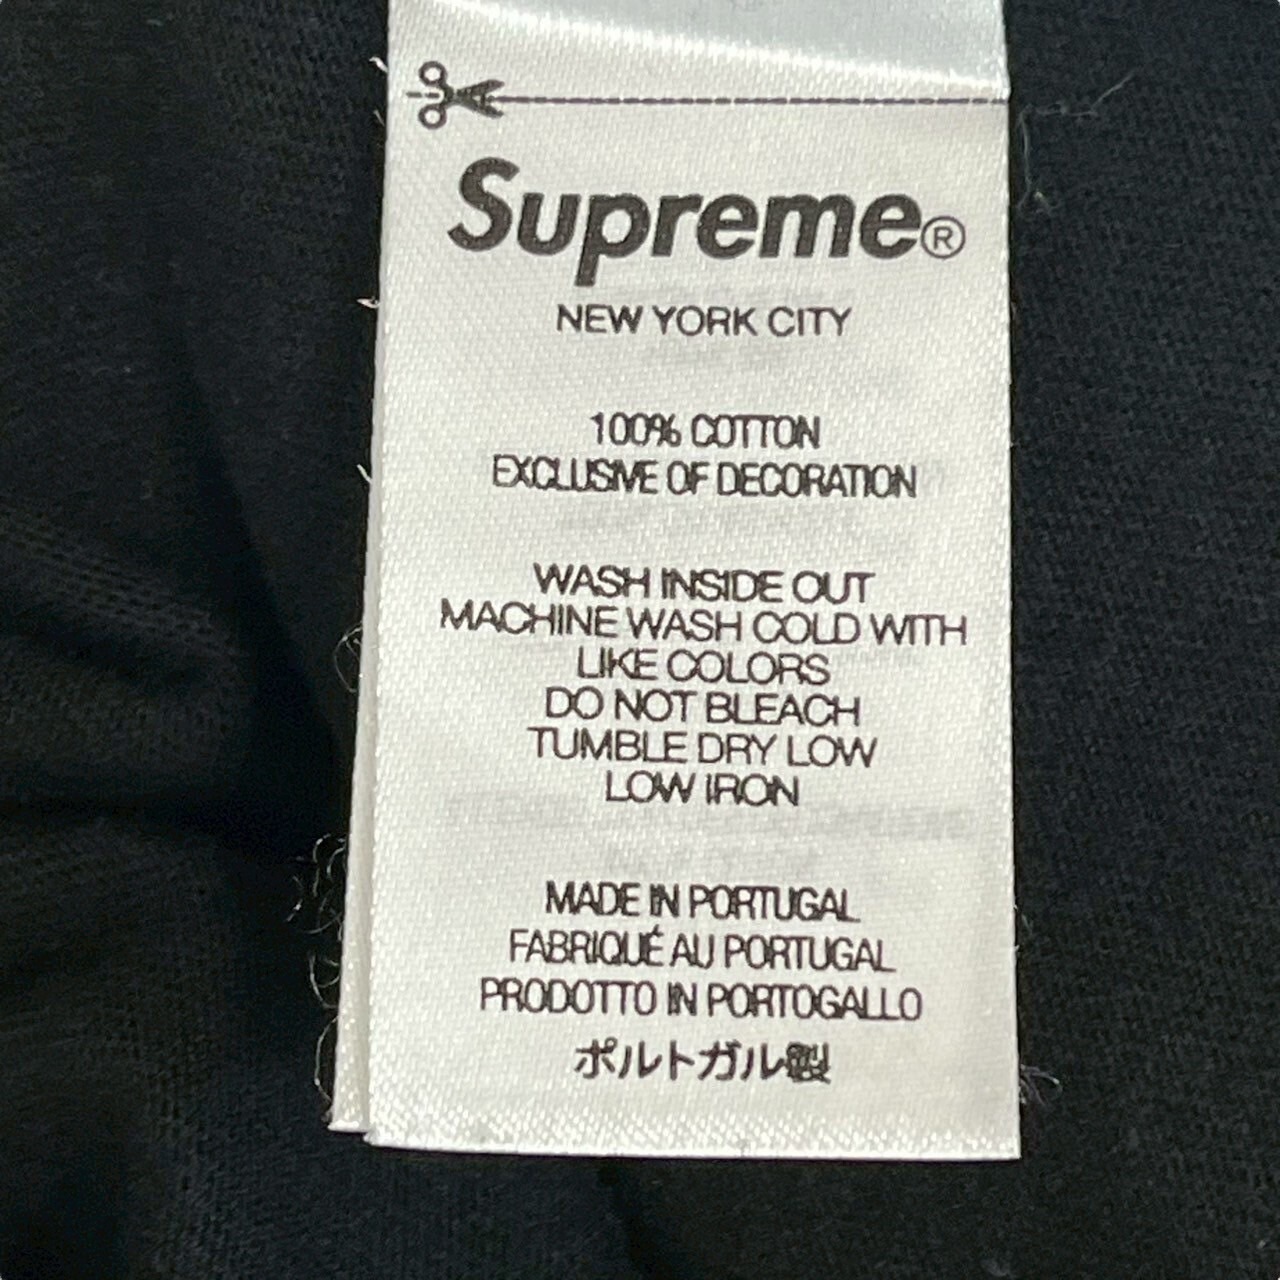 Supreme®
NEW YORK CITY
100% COTTON
EXCLUSIVE OF DECORATION
WASH INSIDE OUT
MACHINE WASH COLD WITH
LIKE COLORS
DO NOT BLEACH
TUMBLE DRY LOW
LOW IRON
MADE IN PORTUGAL
FABRIQUÉ AU PORTUGAL
PRODOTTO IN PORTOGALLO
ポルトガル製